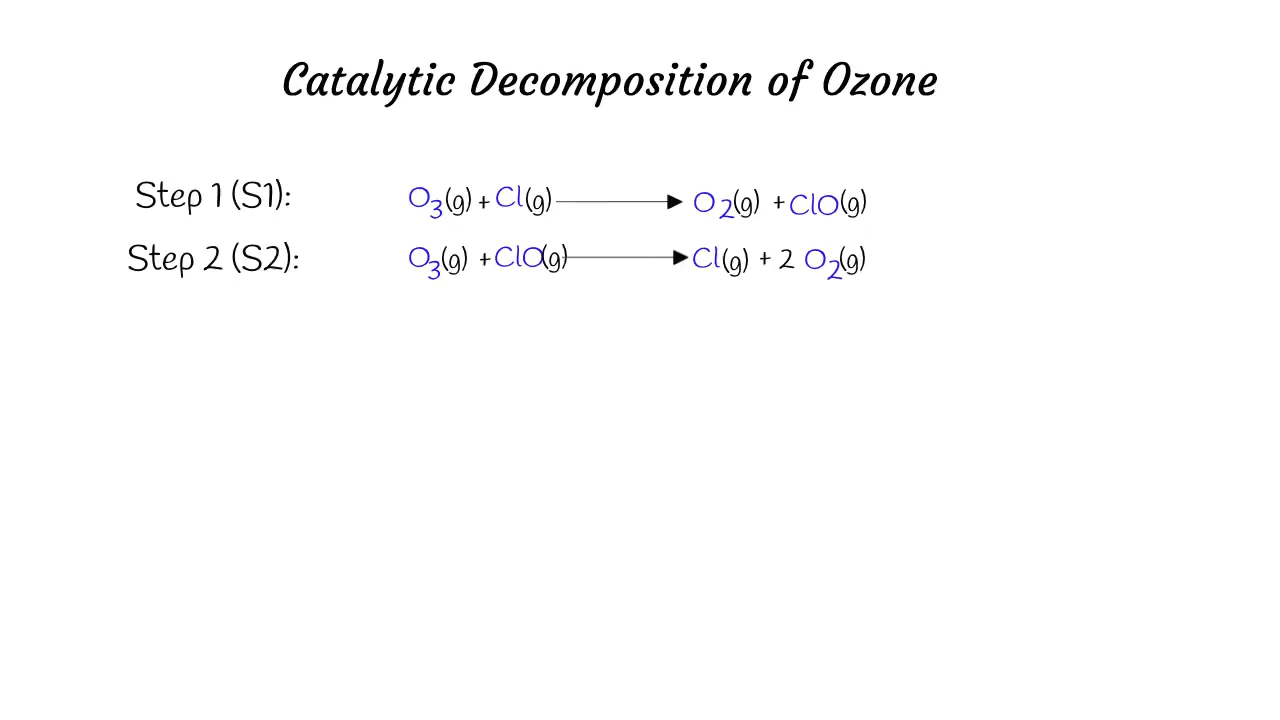 Catalytic Decomposition of Ozone
Step 1 (S1): O3(g) + Cl(g) → O2(g) + ClO(g)
Step 2 (S2): O3(g) + ClO(g) → Cl(g) + 2 O2(g)